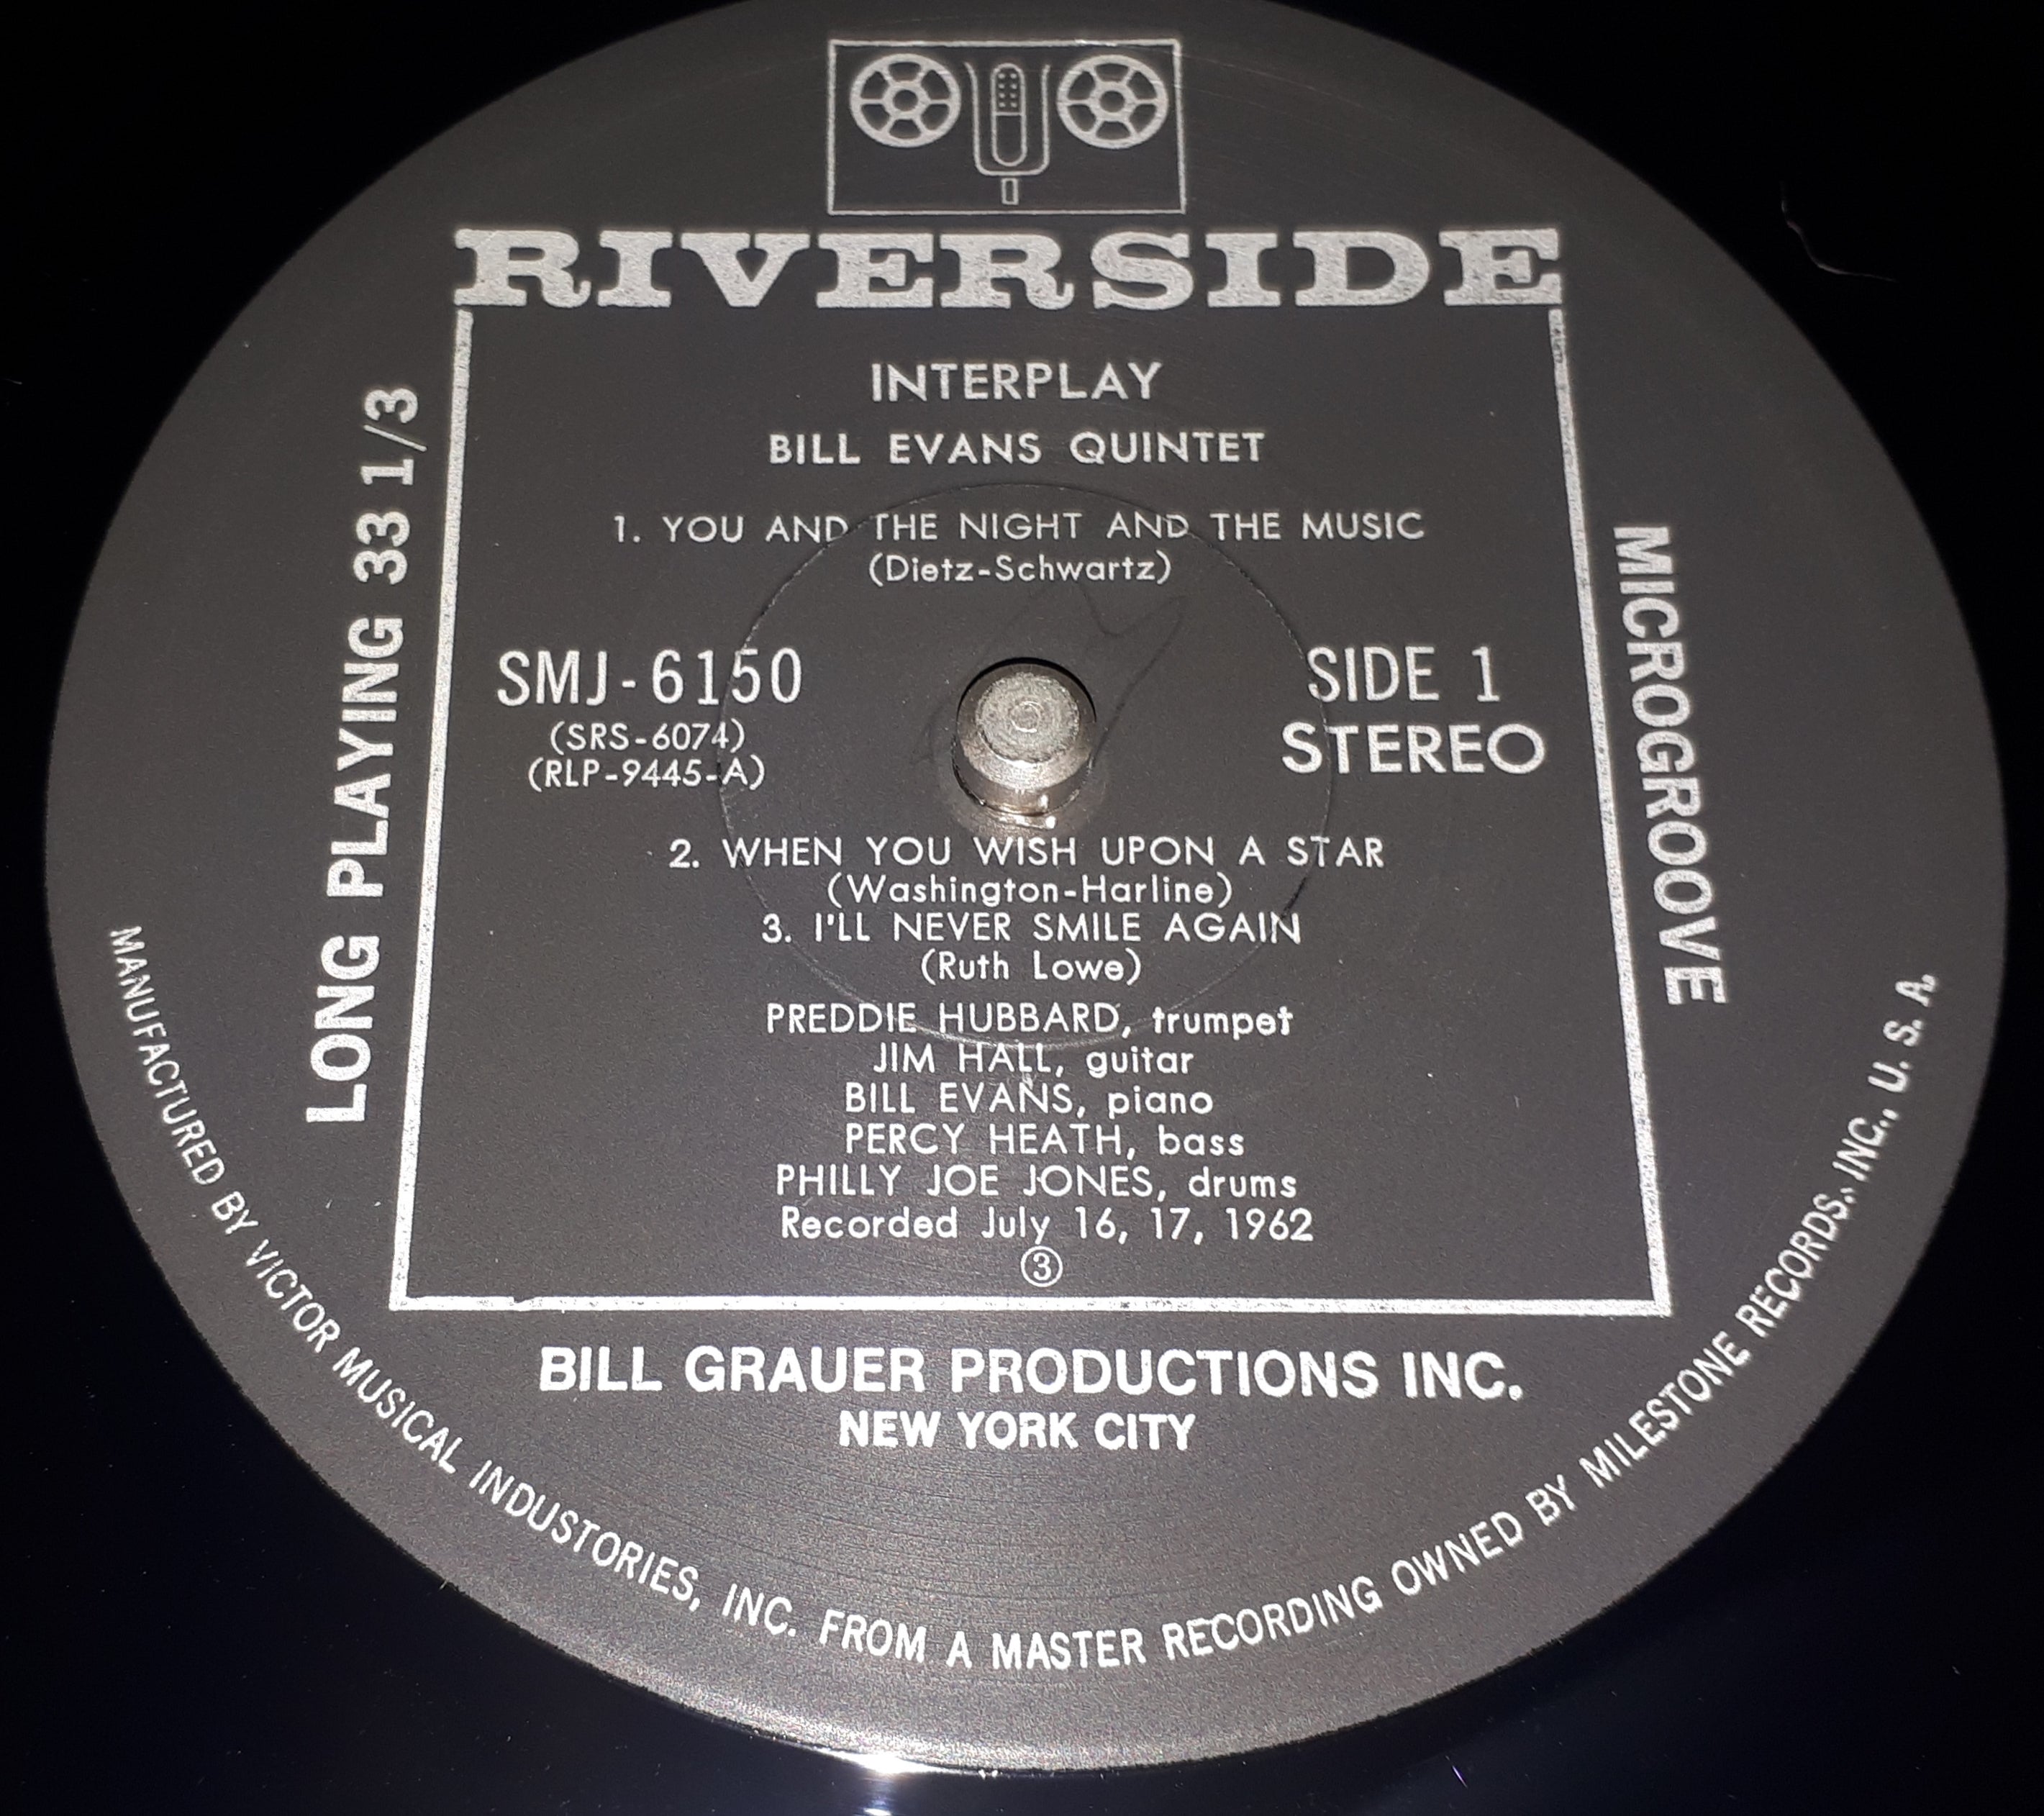 RIVERSIDE
INTERPLAY
BILL EVANS QUINTET
1. YOU AND THE NIGHT AND THE MUSIC
(Dietz-Schwartz)
SMJ-6150
(SRS-6074)
(RLP-9445-A)
SIDE 1
STEREO
2. WHEN YOU WISH UPON A STAR
(Washington-Harline)
3. I'LL NEVER SMILE AGAIN
(Ruth Lowe)
PREDDIE HUBBARD, trumpet
JIM HALL, guitar
BILL EVANS, piano
PERCY HEATH, bass
PHILLY JOE JONES, drums
Recorded July 16, 17, 1962
③
LONG PLAYING 33 1/3
MICROGROOVE
BILL GRAUER PRODUCTIONS INC.
NEW YORK CITY
MANUFACTURED BY VICTOR MUSICAL INDUSTORIES, INC. FROM A MASTER RECORDING OWNED BY MILESTONE RECORDS., INC., U. S. A.